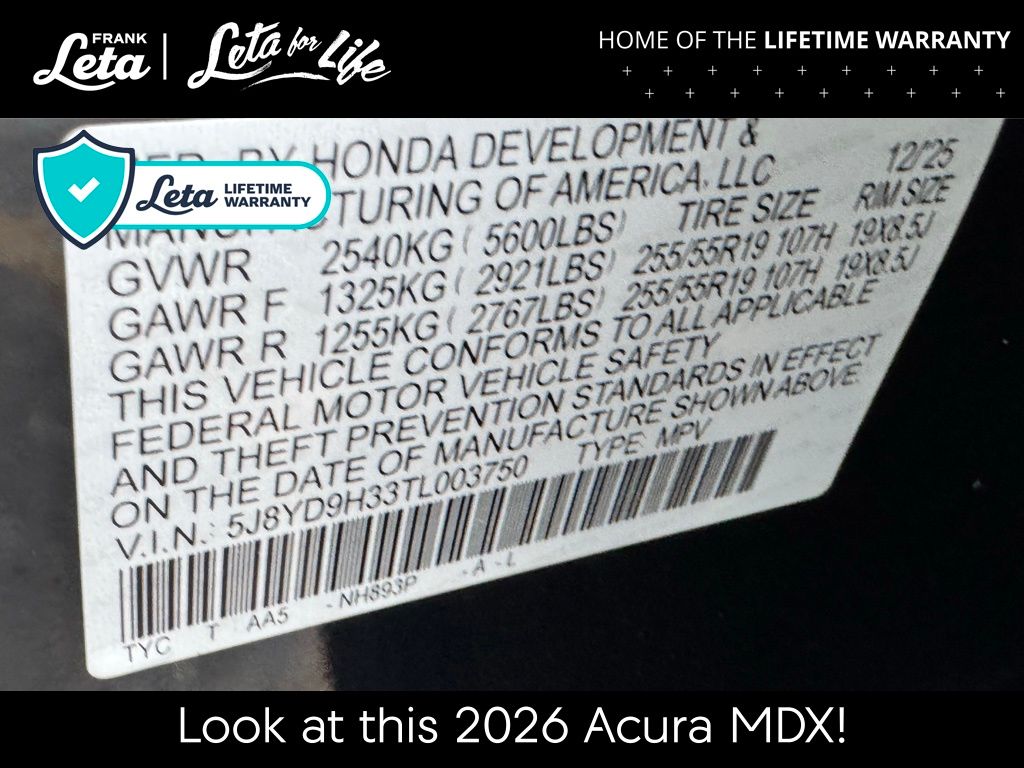 FRANK
Leta
Leta for Life
HOME OF THE LIFETIME WARRANTY
Leta LIFETIME
WARRANTY
BY HONDA DEVELOPMENT &
TURING OF AMERICA, LLC 12/25
GVWR 2540KG ( 5600LBS) TIRE SIZE RIM SIZE
GAWR F 1325KG ( 2921LBS) 255/55R19 107H 19X8.5J
GAWR R 1255KG ( 2767LBS) 255/55R19 107H 19X8.5J
THIS VEHICLE CONFORMS TO ALL APPLICABLE
FEDERAL MOTOR VEHICLE SAFETY
AND THEFT PREVENTION STANDARDS IN EFFECT
ON THE DATE OF MANUFACTURE SHOWN ABOVE.
V.I.N.: 5J8YD9H33TL003750 TYPE: MPV
TYC T AA5 -NH893P -A -L
Look at this 2026 Acura MDX!